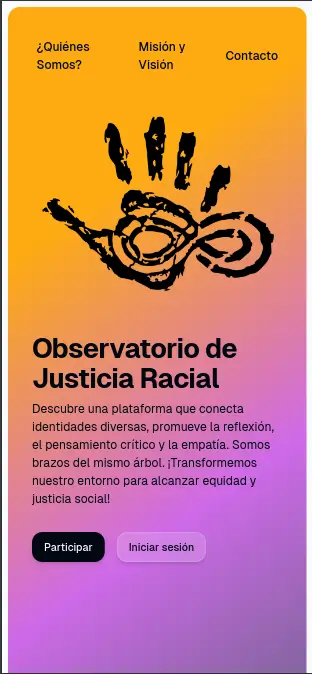 ¿Quiénes
Somos?
Misión y
Visión
Contacto
Observatorio de
Justicia Racial
Descubre una plataforma que conecta
identidades diversas, promueve la reflexión,
el pensamiento crítico y la empatía. Somos
brazos del mismo árbol. ¡Transformemos
nuestro entorno para alcanzar equidad y
justicia social!
Participar
Iniciar sesión